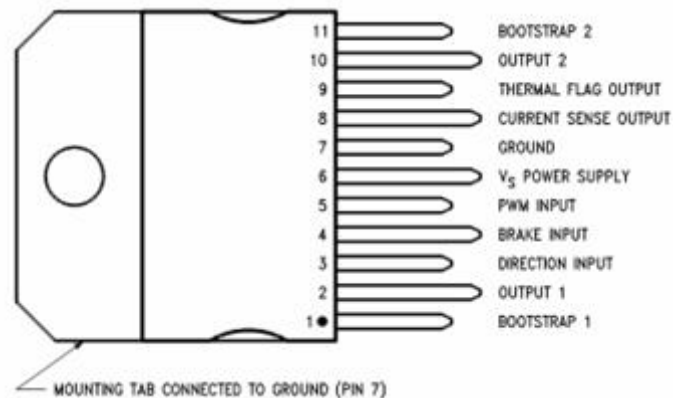 11 BOOTSTRAP 2
10 OUTPUT 2
9 THERMAL FLAG OUTPUT
8 CURRENT SENSE OUTPUT
7 GROUND
6 VS POWER SUPPLY
5 PWM INPUT
4 BRAKE INPUT
3 DIRECTION INPUT
2 OUTPUT 1
1 BOOTSTRAP 1
MOUNTING TAB CONNECTED TO GROUND (PIN 7)